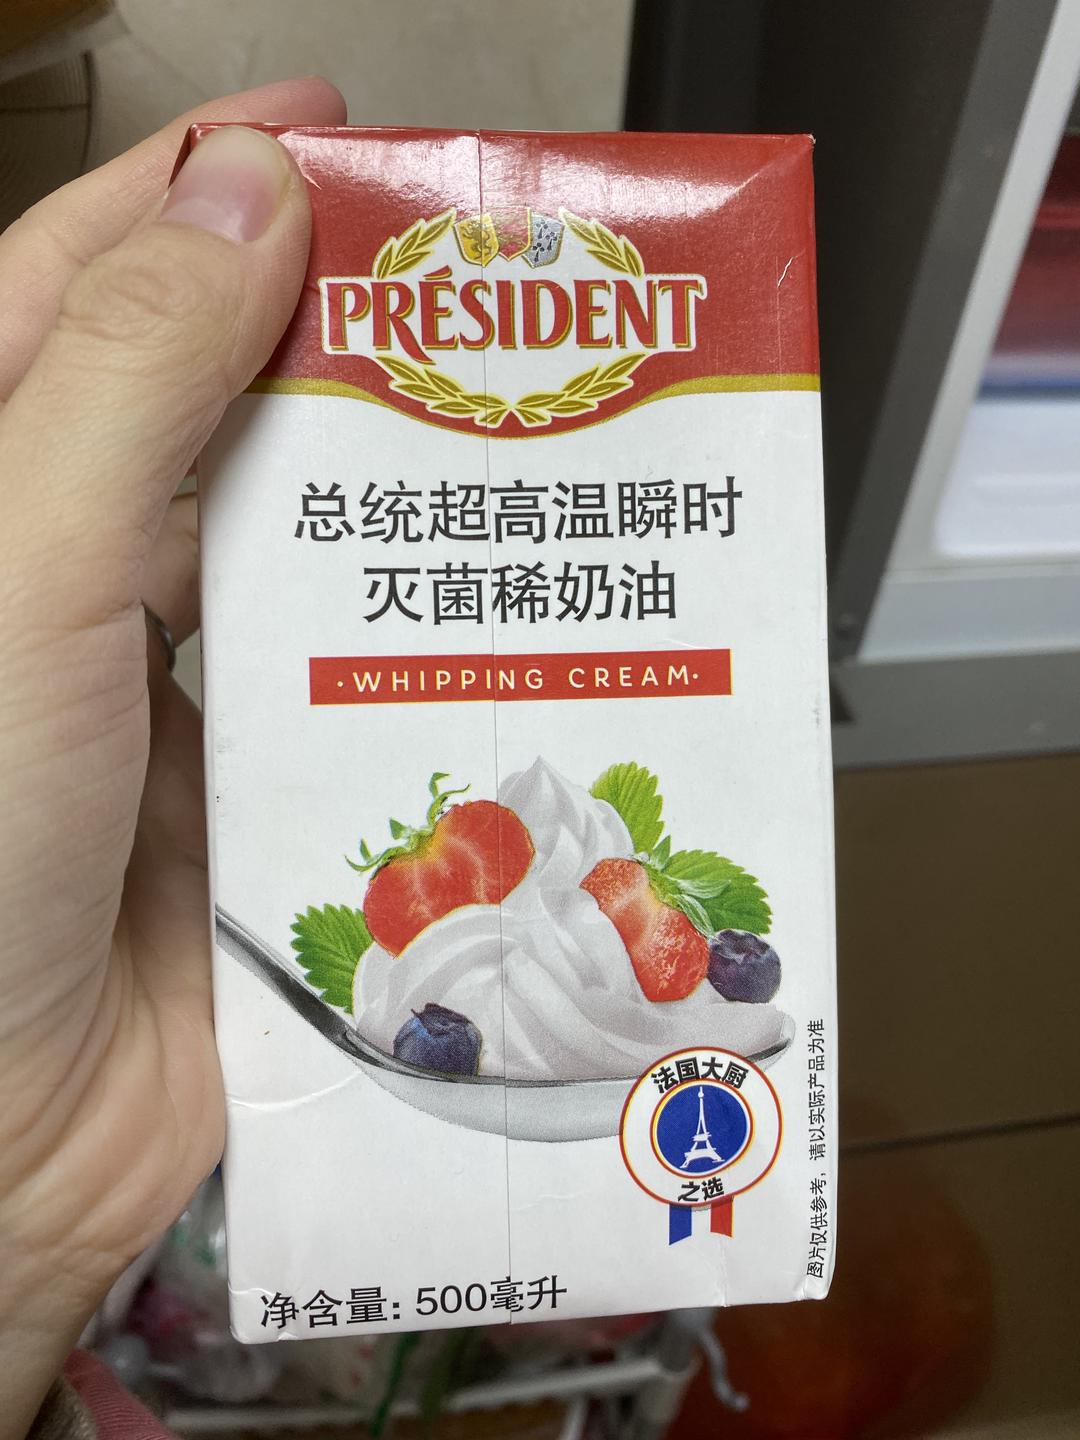 PRÉSIDENT
总统超高温瞬时
灭菌稀奶油
·WHIPPING CREAM·
法国大厨
之选
图片仅供参考，请以实际产品为准
净含量: 500毫升